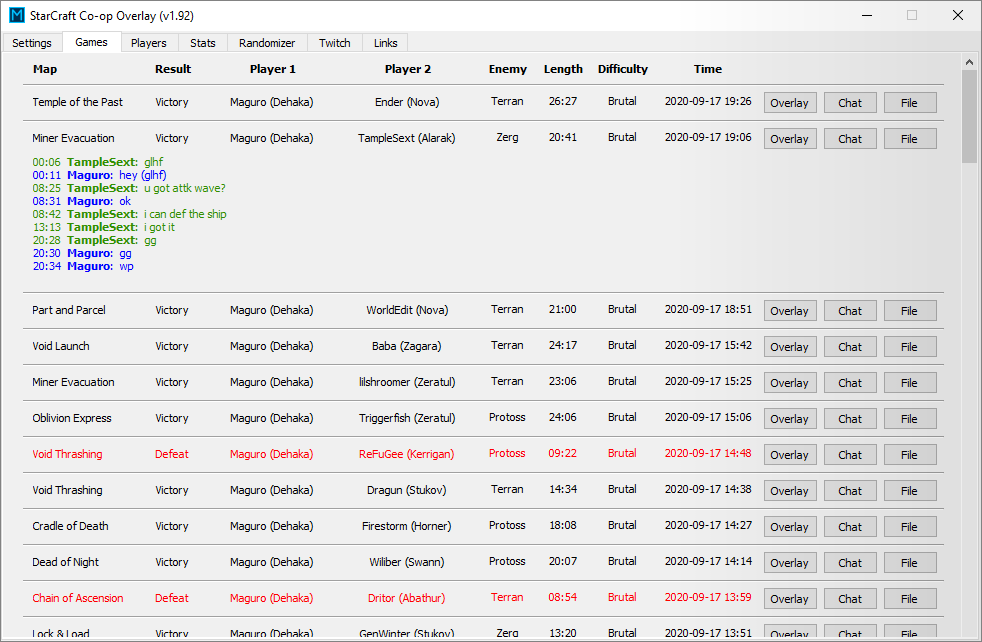 StarCraft Co-op Overlay (v1.92)
Settings Games Players Stats Randomizer Twitch Links
Map Result Player 1 Player 2 Enemy Length Difficulty Time
Temple of the Past Victory Maguro (Dehaka) Ender (Nova) Terran 26:27 Brutal 2020-09-17 19:26 Overlay Chat File
Miner Evacuation Victory Maguro (Dehaka) TampleSext (Alarak) Zerg 20:41 Brutal 2020-09-17 19:06 Overlay Chat File
00:06 TampleSext: glhf
00:11 Maguro: hey (glhf)
08:25 TampleSext: u got attk wave?
08:31 Maguro: ok
08:42 TampleSext: i can def the ship
13:13 TampleSext: i got it
20:28 TampleSext: gg
20:30 Maguro: gg
20:34 Maguro: wp
Part and Parcel Victory Maguro (Dehaka) WorldEdit (Nova) Terran 21:00 Brutal 2020-09-17 18:51 Overlay Chat File
Void Launch Victory Maguro (Dehaka) Baba (Zagara) Terran 24:17 Brutal 2020-09-17 15:42 Overlay Chat File
Miner Evacuation Victory Maguro (Dehaka) lilshroomer (Zeratul) Terran 23:06 Brutal 2020-09-17 15:25 Overlay Chat File
Oblivion Express Victory Maguro (Dehaka) Triggerfish (Zeratul) Protoss 24:06 Brutal 2020-09-17 15:06 Overlay Chat File
Void Thrashing Defeat Maguro (Dehaka) ReFuGee (Kerrigan) Protoss 09:22 Brutal 2020-09-17 14:48 Overlay Chat File
Void Thrashing Victory Maguro (Dehaka) Dragun (Stukov) Terran 14:34 Brutal 2020-09-17 14:38 Overlay Chat File
Cradle of Death Victory Maguro (Dehaka) Firestorm (Horner) Protoss 18:08 Brutal 2020-09-17 14:27 Overlay Chat File
Dead of Night Victory Maguro (Dehaka) Wiliber (Swann) Protoss 20:07 Brutal 2020-09-17 14:14 Overlay Chat File
Chain of Ascension Defeat Maguro (Dehaka) Dritor (Abathur) Terran 08:54 Brutal 2020-09-17 13:59 Overlay Chat File
Lock & Load Victory Maguro (Dehaka) GenWinter (Stukov) Zerg 13:20 Brutal 2020-09-17 13:51 Overlay Chat File